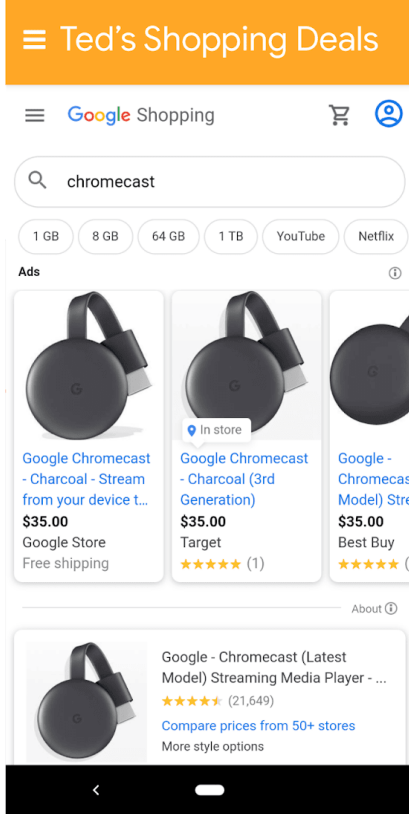 Ted's Shopping Deals
Google Shopping
chromecast
1 GB
8 GB
64 GB
1 TB
YouTube
Netflix
Ads
G
G
G
In store
Google Chromecast
- Charcoal - Stream
from your device t...
$35.00
Google Store
Free shipping
Google Chromecast
- Charcoal (3rd
Generation)
$35.00
Target
(1)
Google -
Chromecas
Model) Stre
$35.00
Best Buy
(
About
G
Google - Chromecast (Latest
Model) Streaming Media Player - ...
(21,649)
Compare prices from 50+ stores
More style options